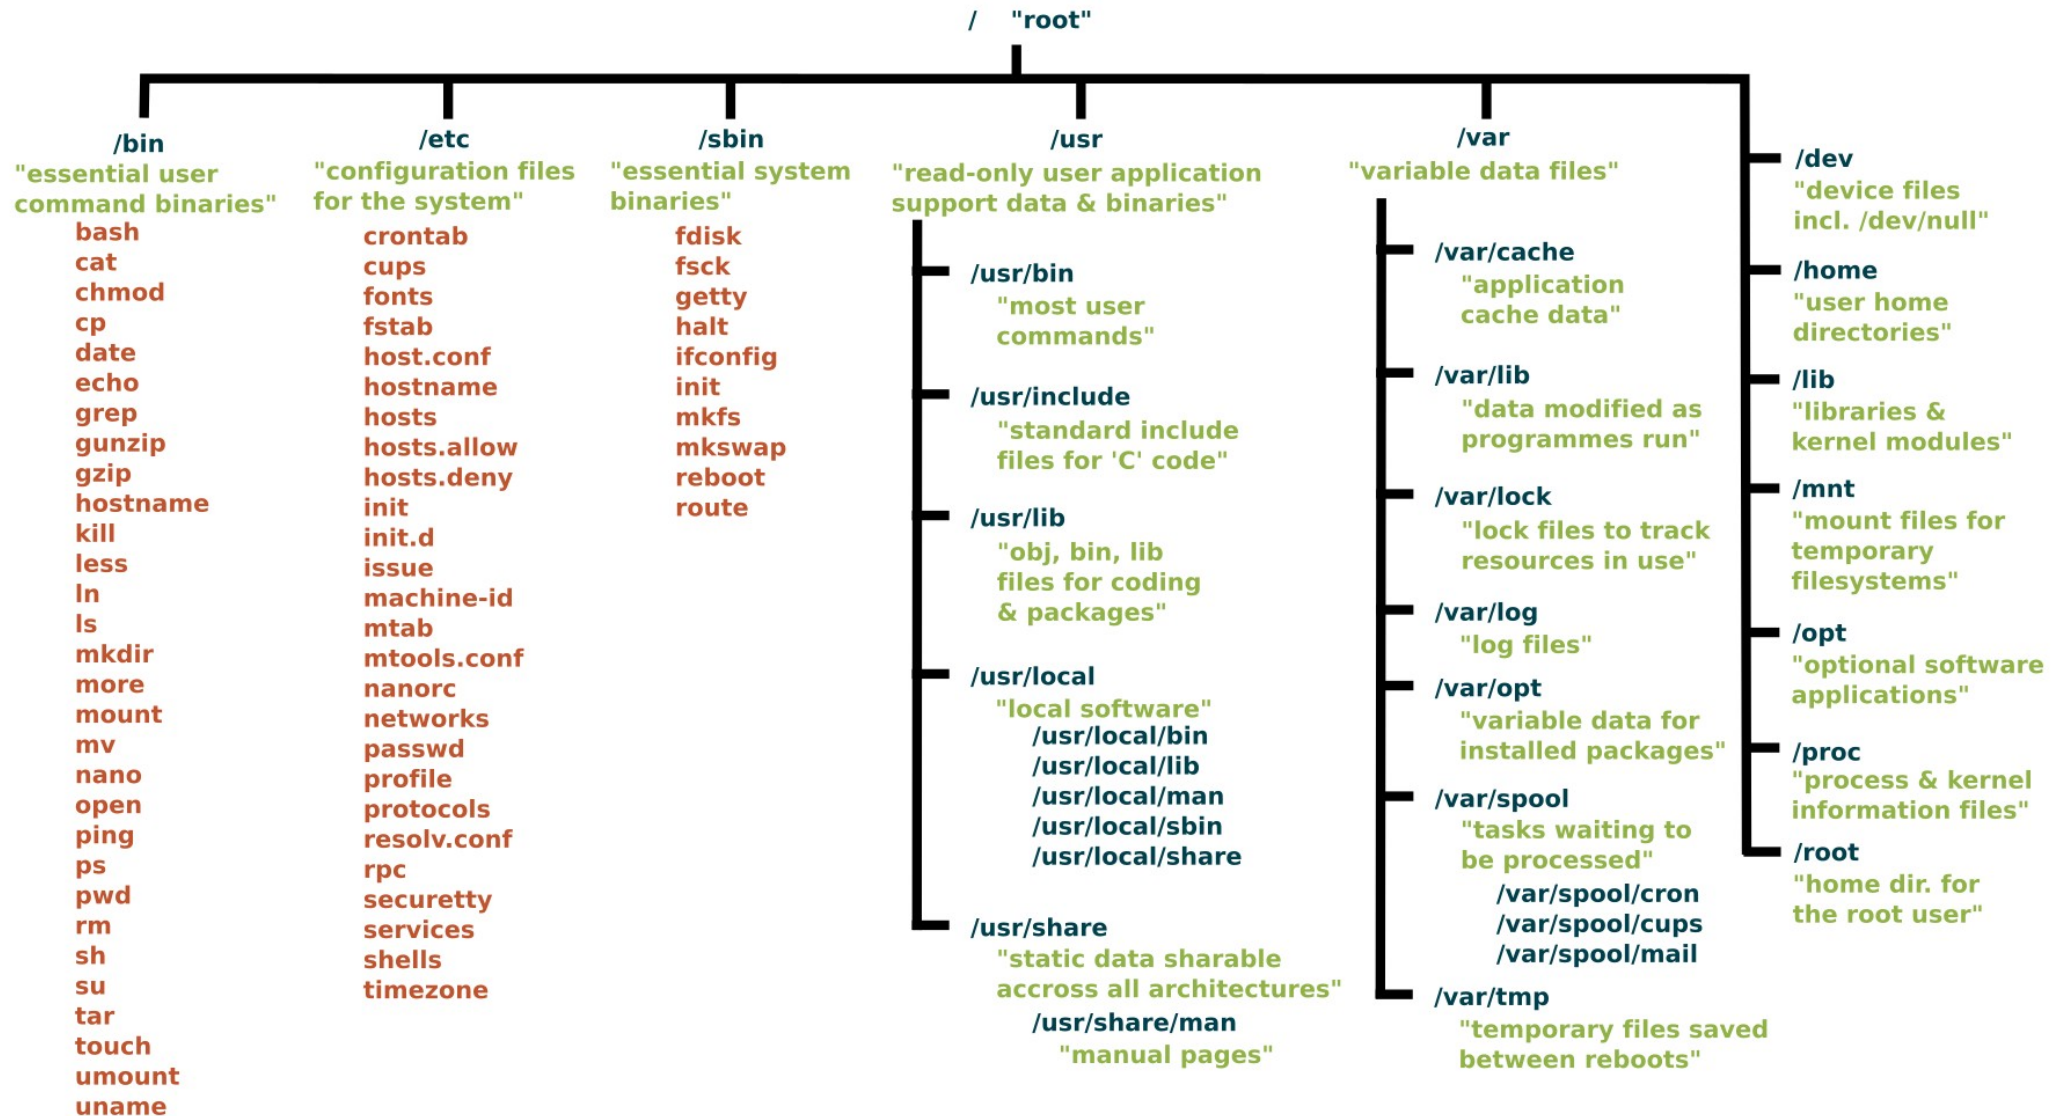 / "root"
/bin
"essential user
command binaries"
bash
cat
chmod
cp
date
echo
grep
gunzip
gzip
hostname
kill
less
ln
ls
mkdir
more
mount
mv
nano
open
ping
ps
pwd
rm
sh
su
tar
touch
umount
uname
/etc
"configuration files
for the system"
crontab
cups
fonts
fstab
host.conf
hostname
hosts
hosts.allow
hosts.deny
init
init.d
issue
machine-id
mtab
mtools.conf
nanorc
networks
passwd
profile
protocols
resolv.conf
rpc
securetty
services
shells
timezone
/sbin
"essential system
binaries"
fdisk
fsck
getty
halt
ifconfig
init
mkfs
mkswap
reboot
route
/usr
"read-only user application
support data & binaries"
/usr/bin
"most user
commands"
/usr/include
"standard include
files for 'C' code"
/usr/lib
"obj, bin, lib
files for coding
& packages"
/usr/local
"local software"
/usr/local/bin
/usr/local/lib
/usr/local/man
/usr/local/sbin
/usr/local/share
/usr/share
"static data sharable
accross all architectures"
/usr/share/man
"manual pages"
/var
"variable data files"
/var/cache
"application
cache data"
/var/lib
"data modified as
programmes run"
/var/lock
"lock files to track
resources in use"
/var/log
"log files"
/var/opt
"variable data for
installed packages"
/var/spool
"tasks waiting to
be processed"
/var/spool/cron
/var/spool/cups
/var/spool/mail
/var/tmp
"temporary files saved
between reboots"
/dev
"device files
incl. /dev/null"
/home
"user home
directories"
/lib
"libraries &
kernel modules"
/mnt
"mount files for
temporary
filesystems"
/opt
"optional software
applications"
/proc
"process & kernel
information files"
/root
"home dir. for
the root user"